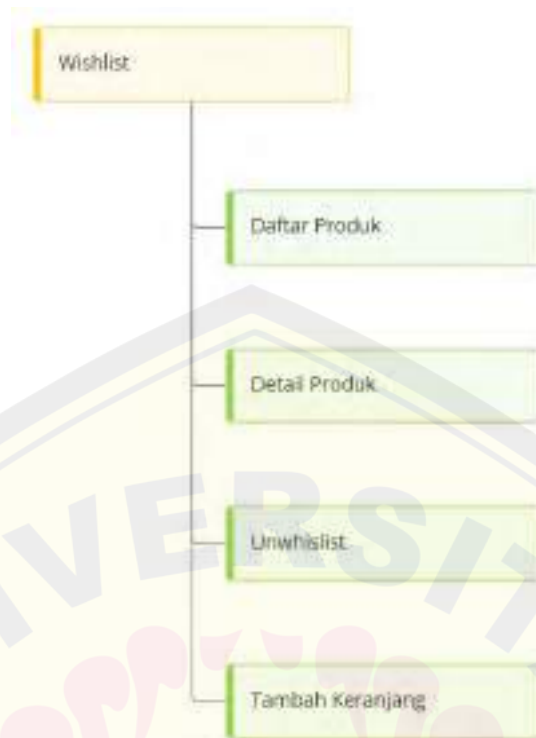 Wishlist
Daftar Produk
Detail Produk
Unwhislist
Tambah Keranjang